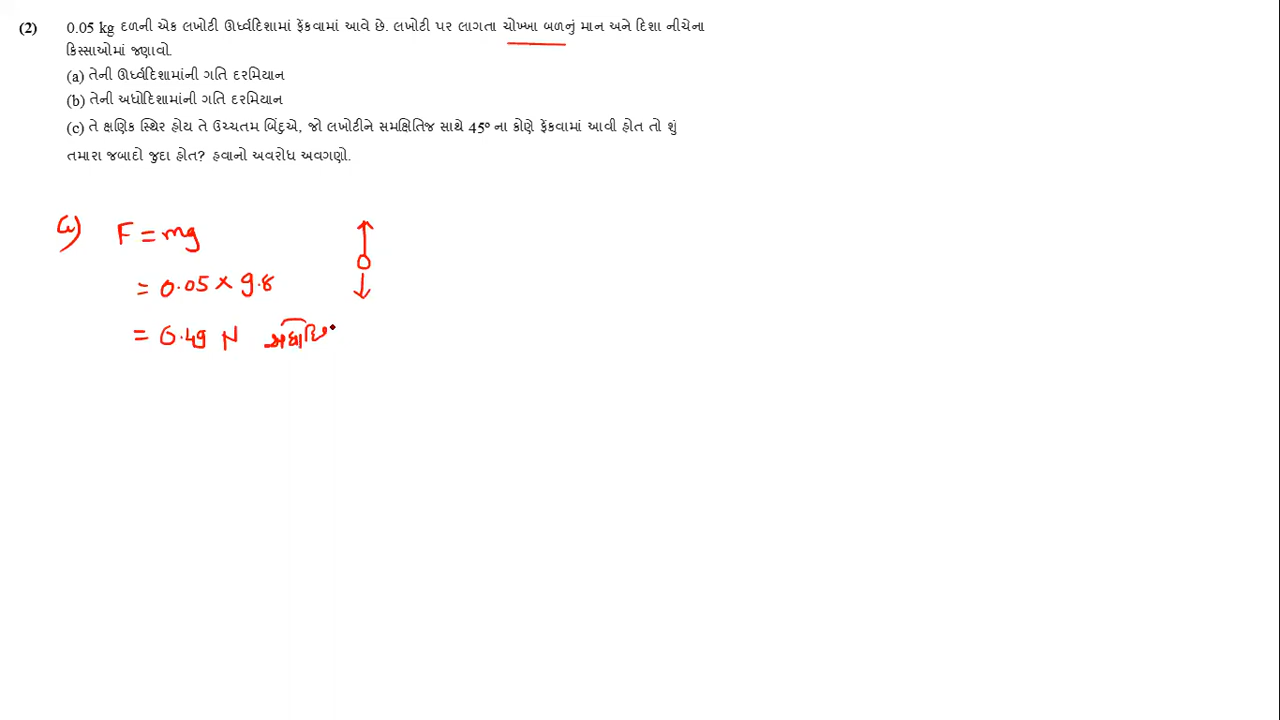 (2) 0.05 kg દળની એક લખોટી ઊર્ધ્વદિશામાં ફેંકવામાં આવે છે. લખોટી પર લાગતા ચોખ્ખા બળનું માન અને દિશા નીચેના
કિસ્સાઓમાં જણાવો.
(a) તેની ઊર્ધ્વદિશામાંની ગતિ દરમિયાન
(b) તેની અધોદિશામાંની ગતિ દરમિયાન
(c) તે ક્ષણિક સ્થિર હોય તે ઉચ્ચતમ બિંદુએ, જો લખોટીને સમક્ષિતિજ સાથે 45° ના કોણે ફેંકવામાં આવી હોત તો શું
તમારા જબાદો જુદા હોત? હવાનો અવરોધ અવગણો.
a) F = mg
= 0.05 × 9.8
= 0.49 N